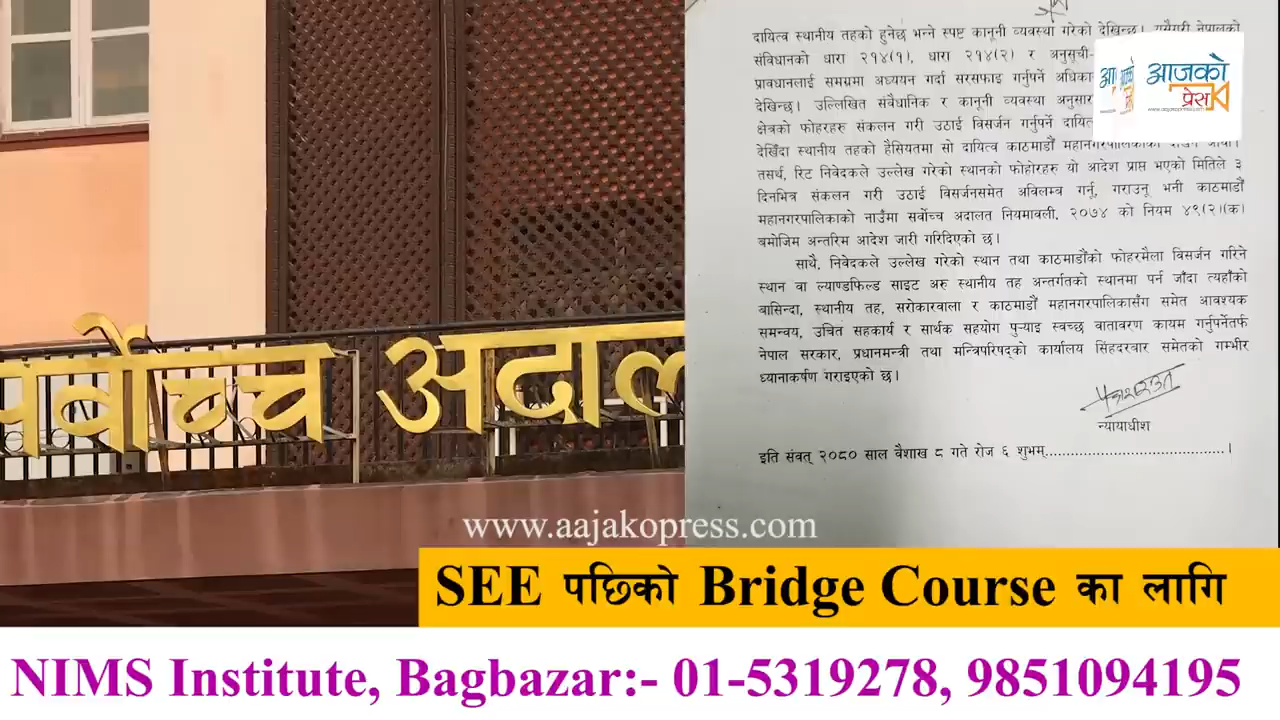 सर्वोच्च अदाल
दायित्व स्थानीय तहको हुनेछ भन्ने स्पष्ट कानूनी व्यवस्था गरेको देखिन्छ। यसैगरी नेपालको
संविधानको धारा २१४(१), धारा २१४(२) र अनुसूची-
प्रावधानलाई समग्रमा अध्ययन गर्दा सरसफाइ गर्नुपर्ने
देखिन्छ। उल्लिखित संवैधानिक र कानूनी व्यवस्था अनुसार
क्षेत्रको फोहरहरु संकलन गरी उठाई विसर्जन गर्नुपर्ने
देखिँदा स्थानीय तहको हैसियतमा सो दायित्व काठमाडौं
तसर्थ, रिट निवेदकले उल्लेख गरेको स्थानको फोहोरहरु यो आदेश प्राप्त भएको मितिले ३
दिनभित्र संकलन गरी उठाई विसर्जनसमेत अविलम्ब गर्नू, गराउनू भनी काठमाडौं
महानगरपालिकाको नाउँमा सर्वोच्च अदालत नियमावली, २०७४ को नियम ४९(२)(क)
बमोजिम अन्तरिम आदेश जारी गरिदिएको छ।
साथै, निवेदकले उल्लेख गरेको स्थान तथा काठमाडौंको फोहरमैला विसर्जन गरिने
स्थान वा ल्याण्डफिल्ड साइट अरु स्थानीय तह अन्तर्गतको स्थानमा पर्न जाँदा त्यहाँको
बासिन्दा, स्थानीय तह, सरोकारवाला र काठमाडौं महानगरपालिकासँग समेत आवश्यक
समन्वय, उचित सहकार्य र सार्थक सहयोग पुऱ्याइ स्वच्छ वातावरण कायम गर्नुपर्नेतर्फ
नेपाल सरकार, प्रधानमन्त्री तथा मन्त्रिपरिषद्को कार्यालय सिंहदरबार समेतको गम्भीर
ध्यानाकर्षण गराइएको छ।
न्यायाधीश
इति संवत् २०८० साल वैशाख ८ गते रोज ६ शुभम्.........................................।
आजको
प्रेस
www.aajakopress.com
www.aajakopress.com
SEE पछिको Bridge Course का लागि
NIMS Institute, Bagbazar:- 01-5319278, 9851094195